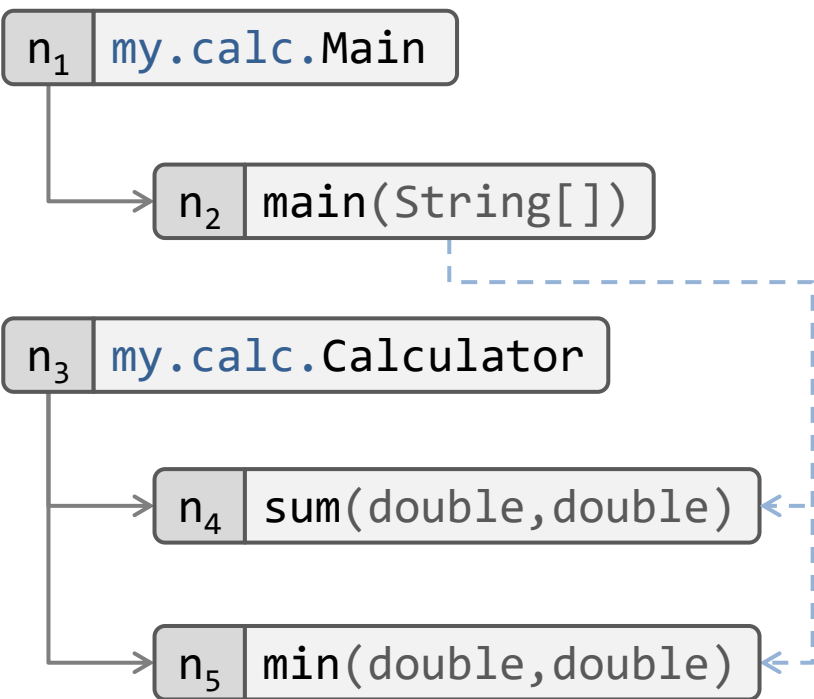 n₁ my.calc.Main
n₂ main(String[])
n₃ my.calc.Calculator
n₄ sum(double,double)
n₅ min(double,double)